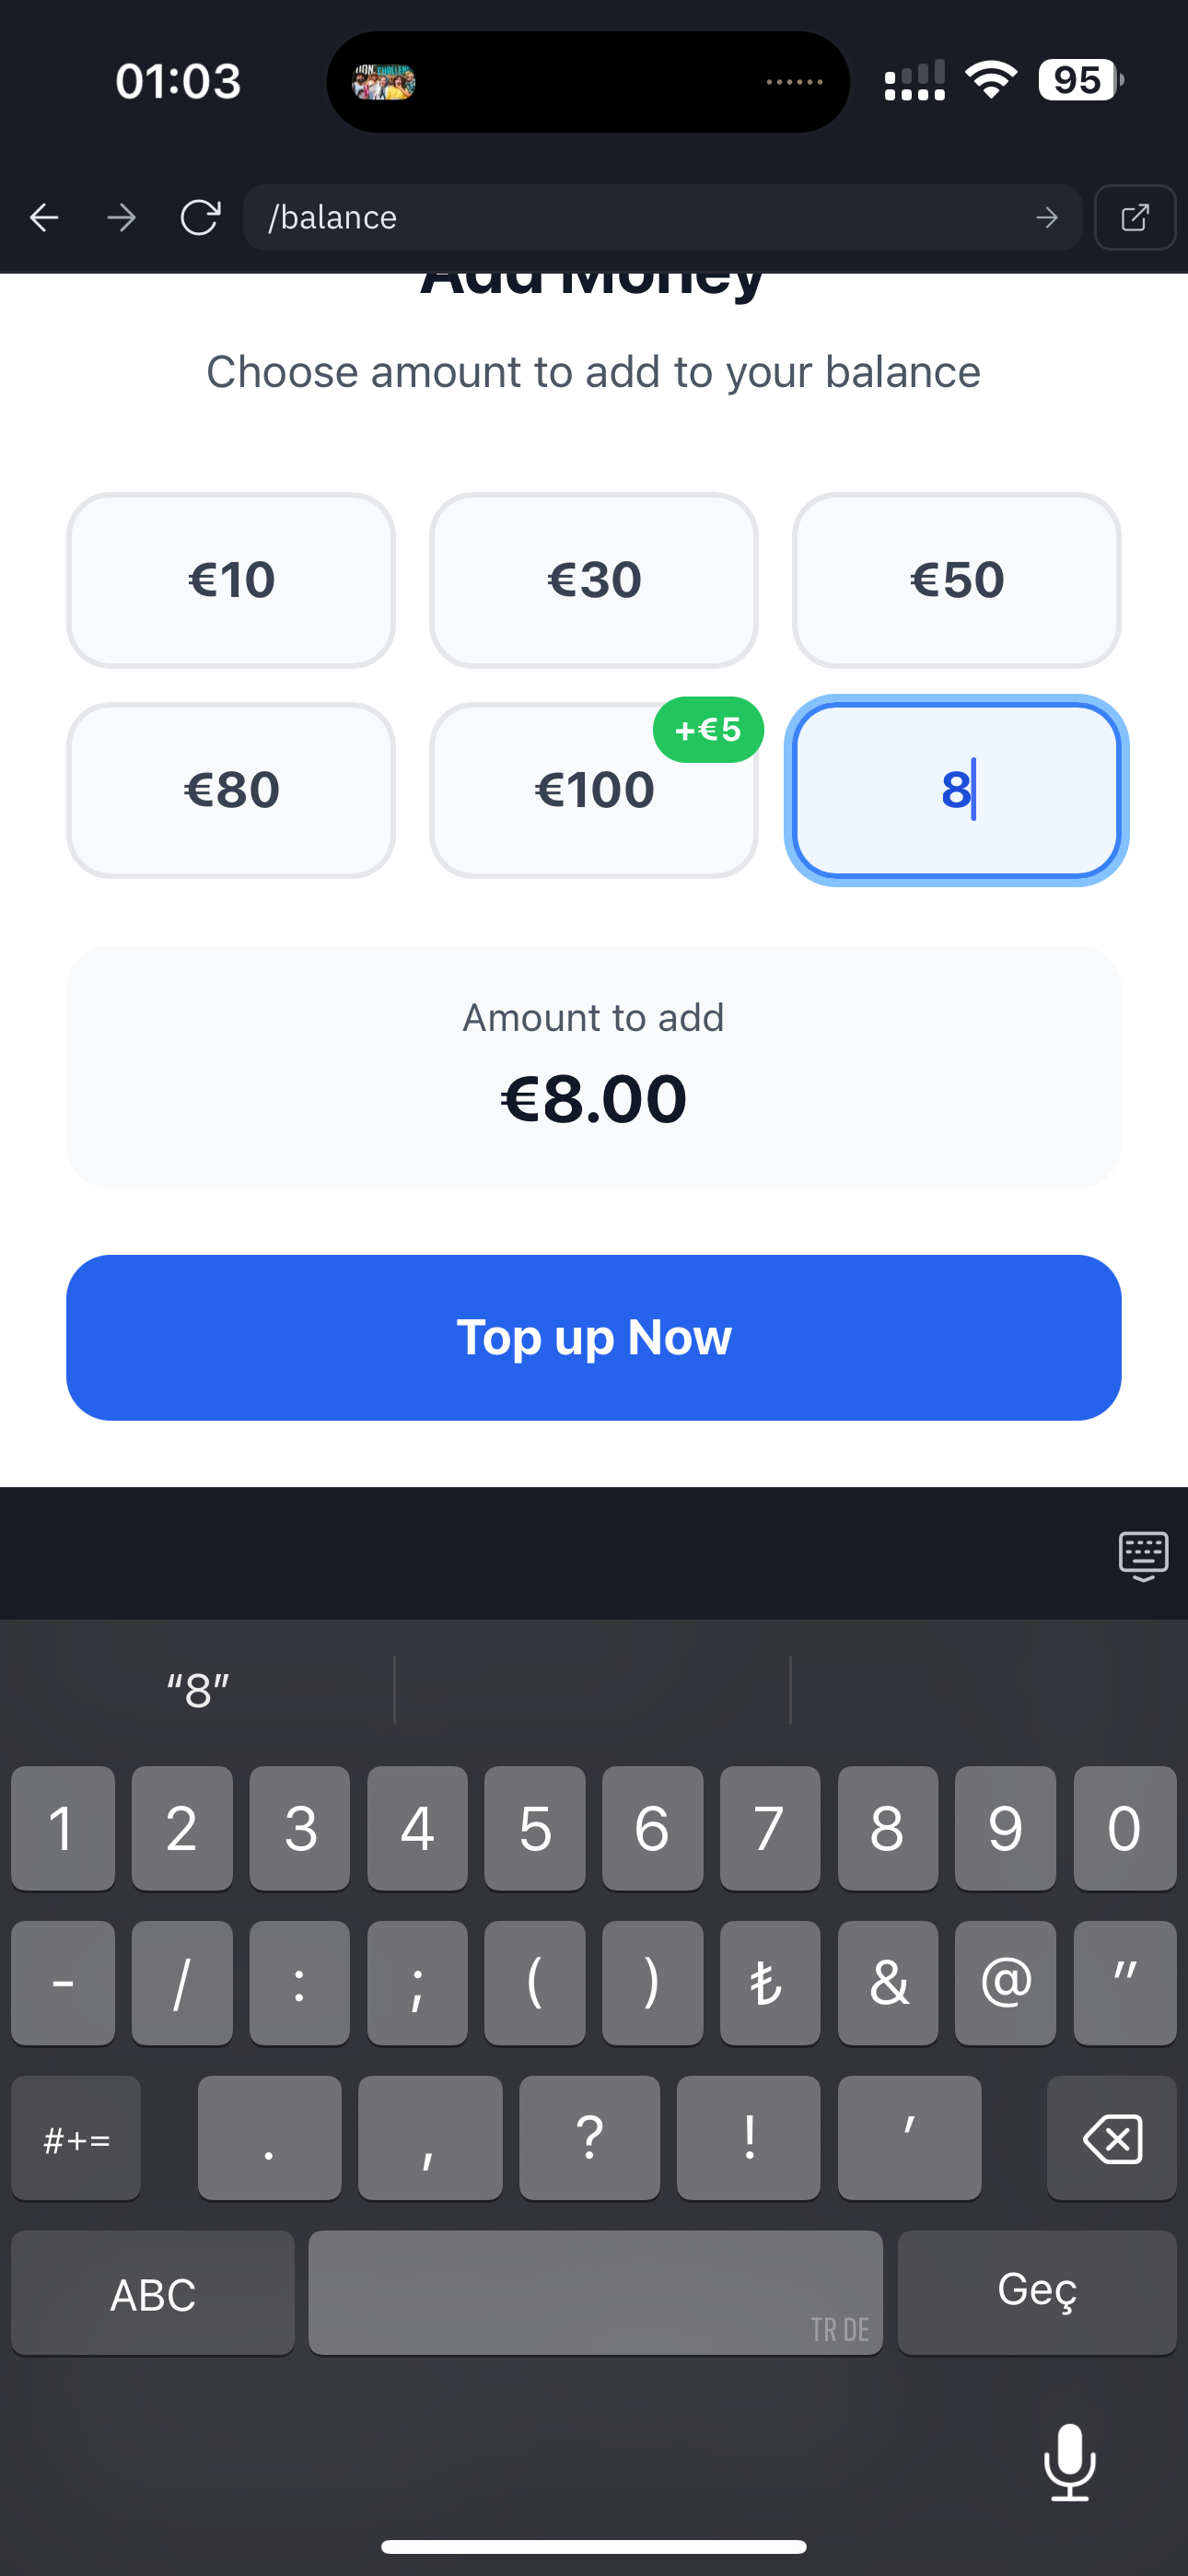 01:03
95
/balance
Add Money
Choose amount to add to your balance
€10 €30 €50
+€5
€80 €100 8
Amount to add
€8.00
Top up Now
“8”
1 2 3 4 5 6 7 8 9 0
- / : ; ( ) ₺ & @ "
#+= . , ? ! '
ABC TR DE Geç